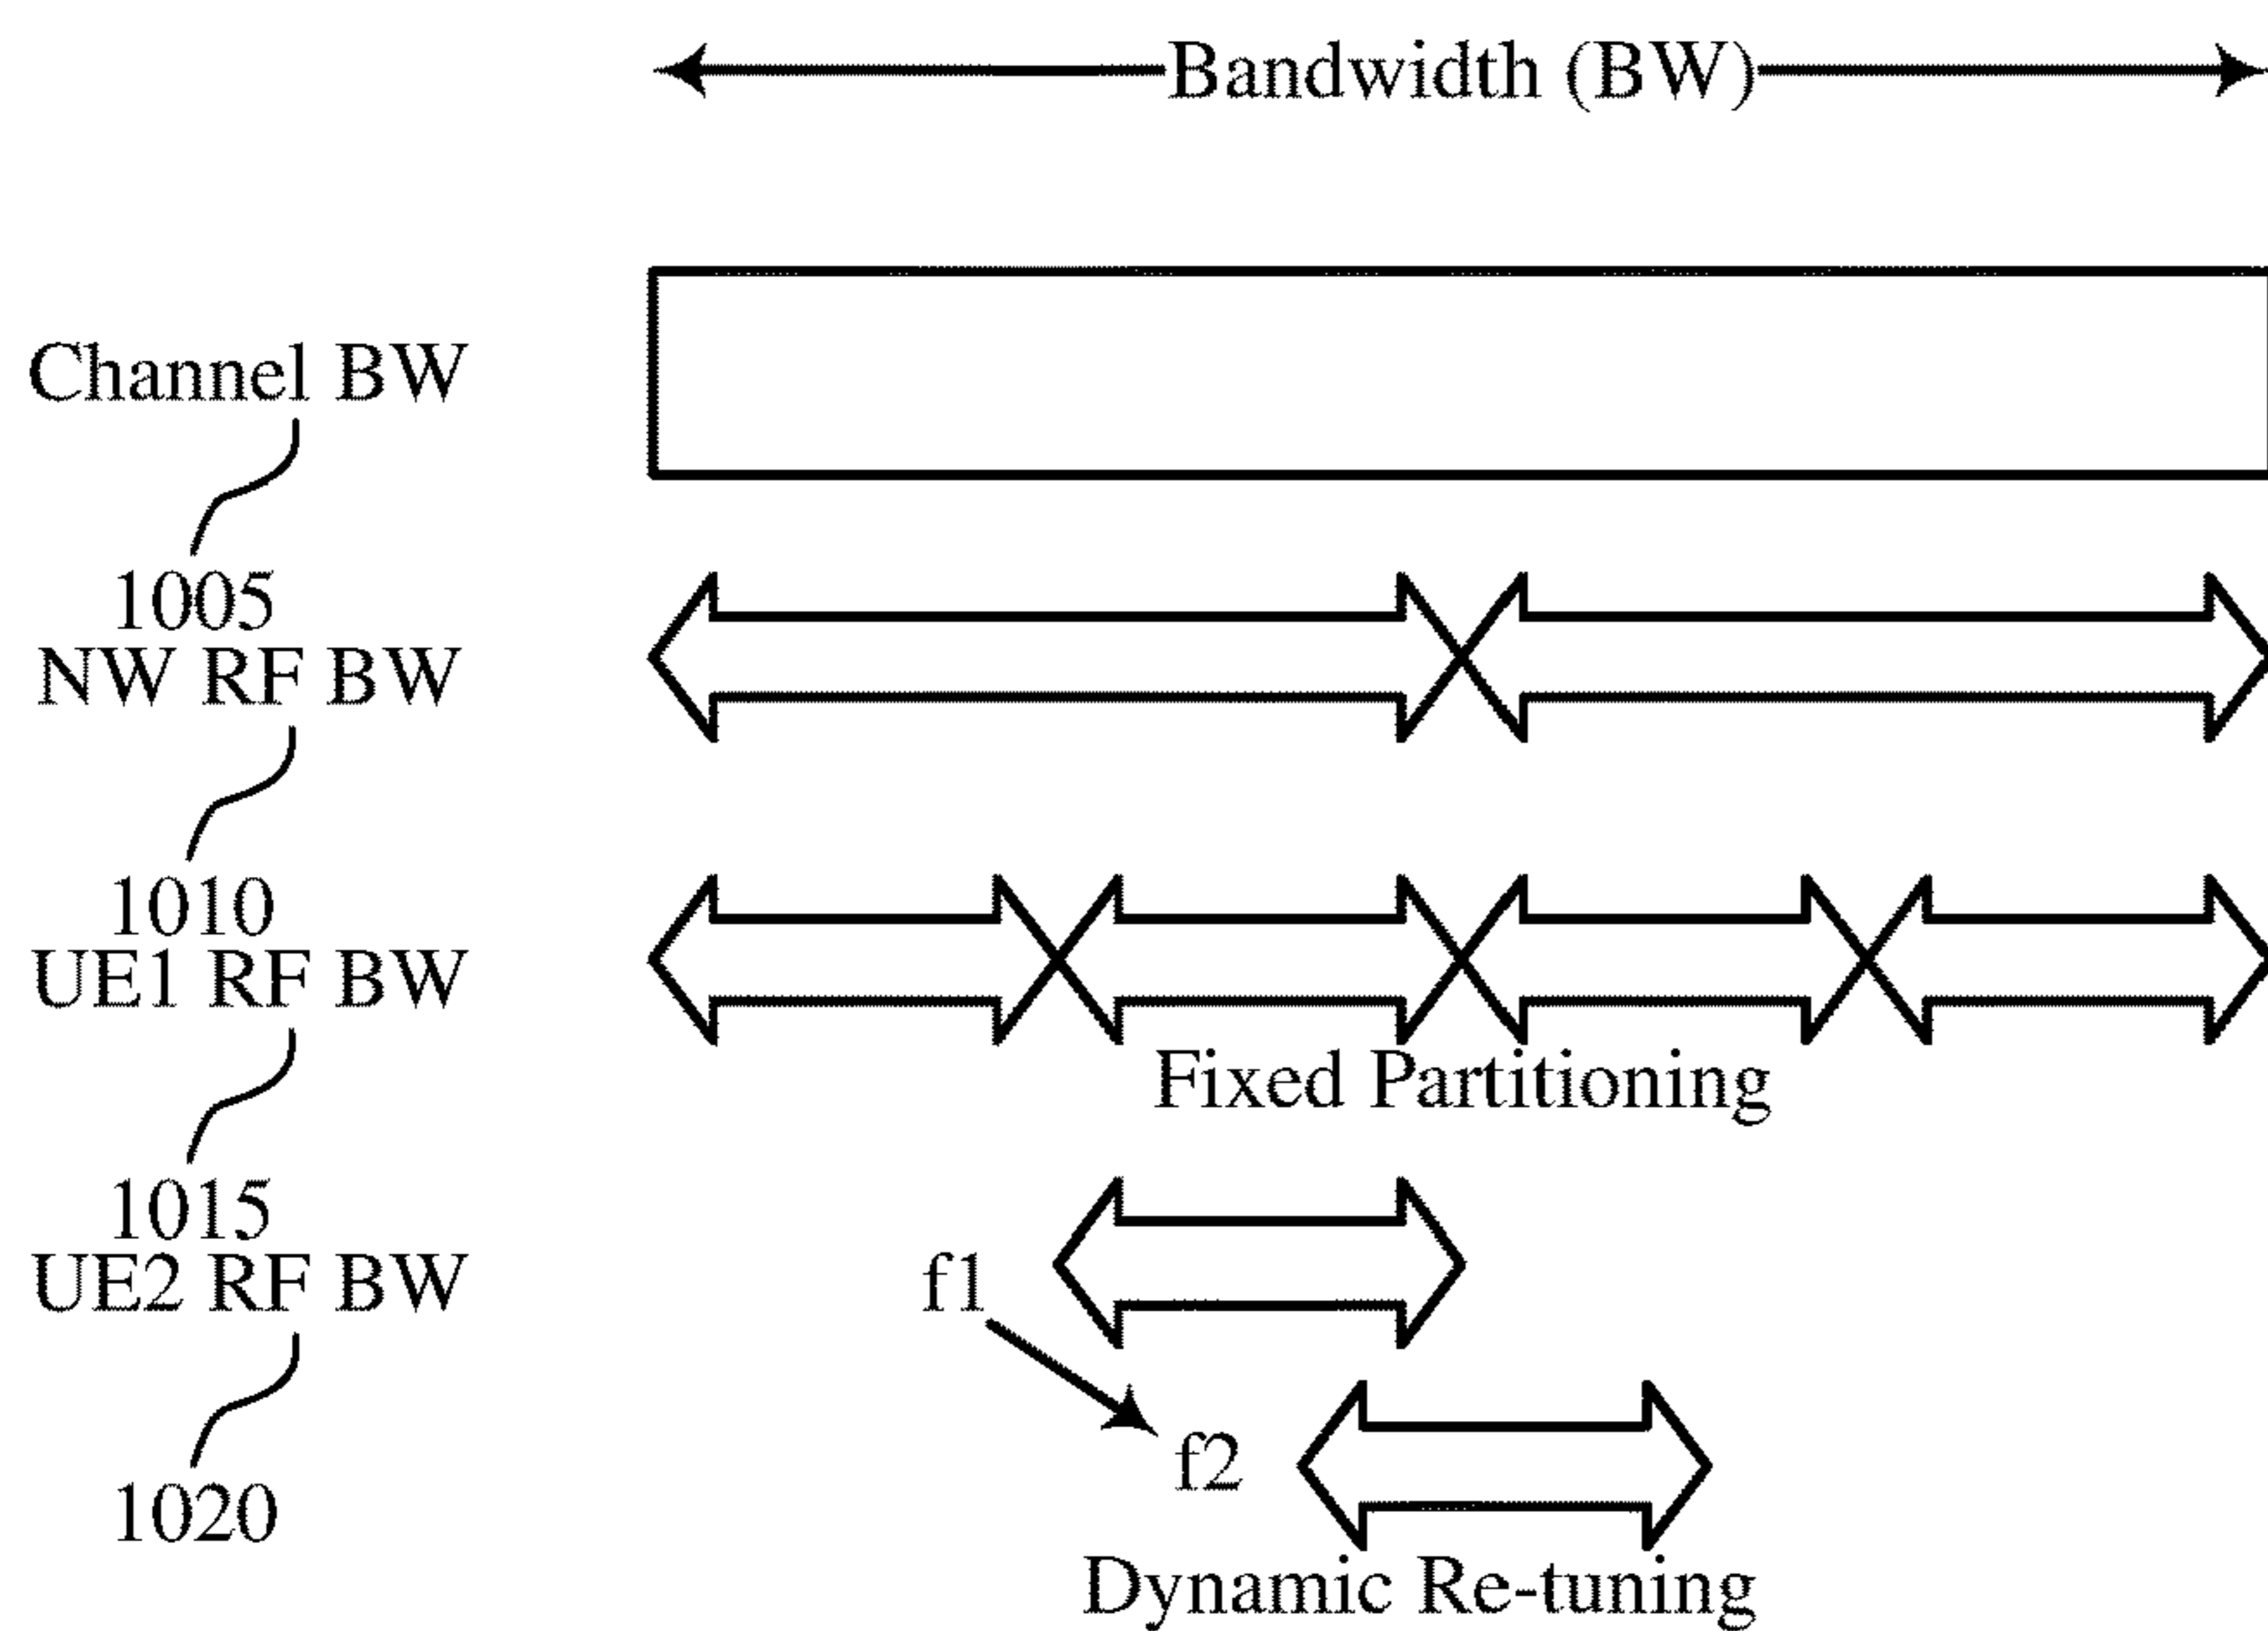 Bandwidth (BW)
Channel BW
1005
NW RF BW
1010
UE1 RF BW
Fixed Partitioning
1015
UE2 RF BW
f1
f2
1020
Dynamic Re-tuning